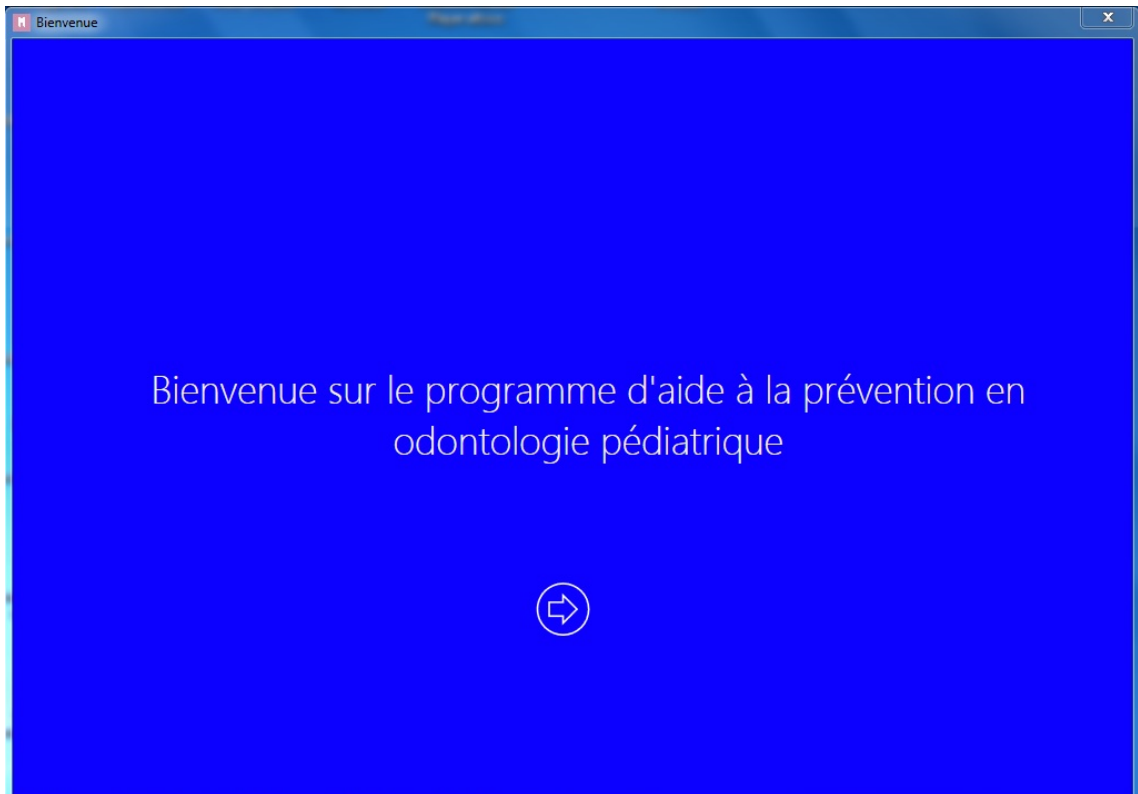 Bienvenue
Bienvenue sur le programme d'aide à la prévention en
odontologie pédiatrique